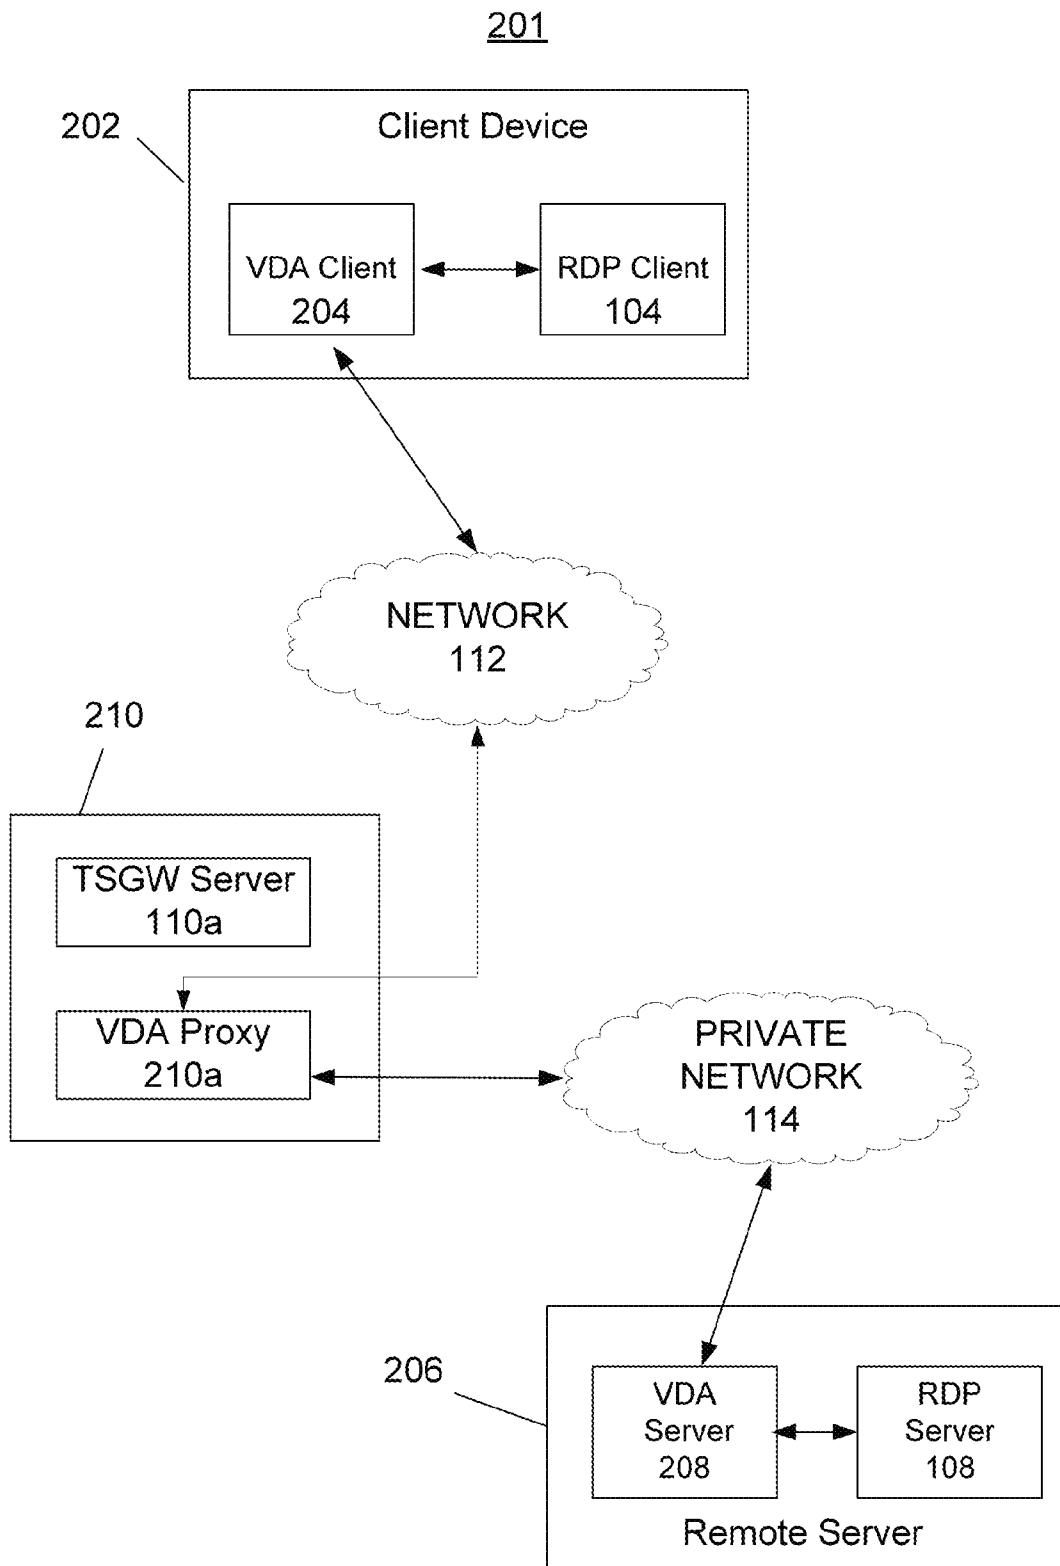 201
202
Client Device
VDA Client
204
RDP Client
104
NETWORK
112
210
TSGW Server
110a
VDA Proxy
210a
PRIVATE
NETWORK
114
206
VDA
Server
208
RDP
Server
108
Remote Server